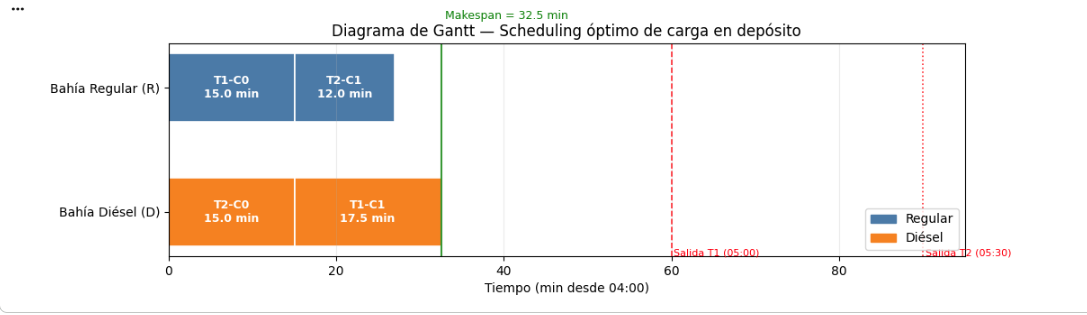 ...
Makespan = 32.5 min
Diagrama de Gantt — Scheduling óptimo de carga en depósito
Bahía Regular (R)
T1-C0
15.0 min
T2-C1
12.0 min
Bahía Diésel (D)
T2-C0
15.0 min
T1-C1
17.5 min
Regular
Diésel
Salida T1 (05:00)
Salida T2 (05:30)
0 20 40 60 80
Tiempo (min desde 04:00)